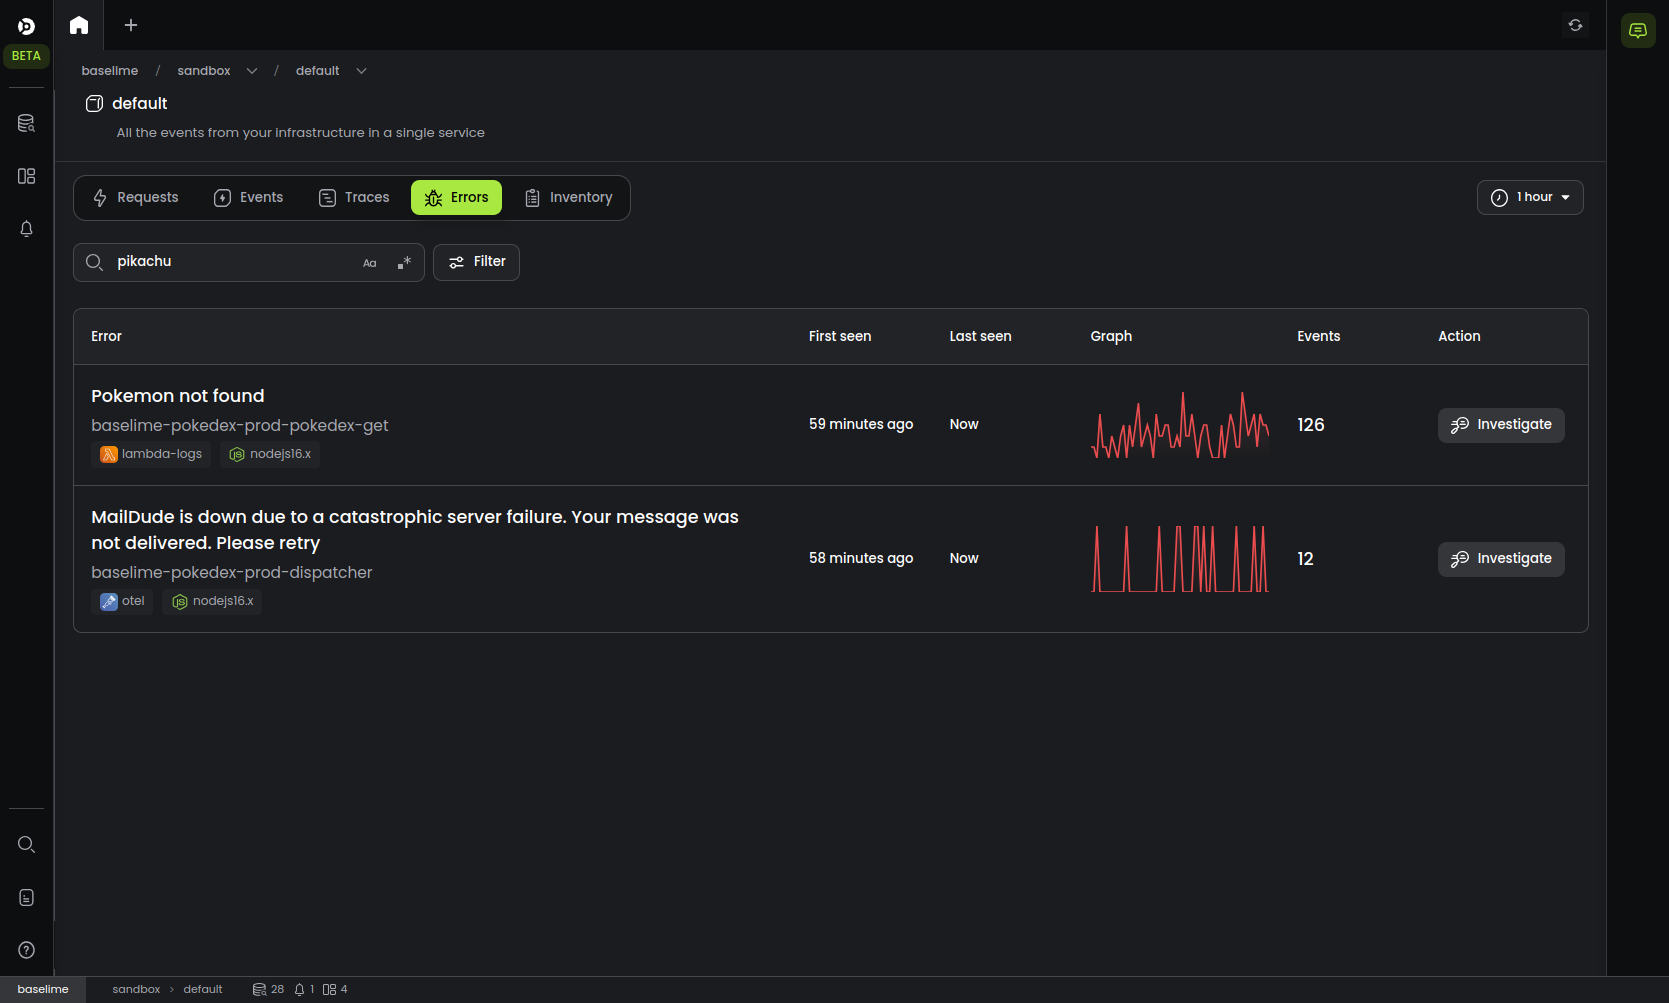 BETA
baselime / sandbox / default
default
All the events from your infrastructure in a single service
Requests Events Traces Errors Inventory
1 hour
pikachu Aa
Filter
Error First seen Last seen Graph Events Action
Pokemon not found
baselime-pokedex-prod-pokedex-get
59 minutes ago Now 126 Investigate
lambda-logs nodejs16.x
MailDude is down due to a catastrophic server failure. Your message was
not delivered. Please retry
58 minutes ago Now 12 Investigate
baselime-pokedex-prod-dispatcher
otel nodejs16.x
baselime sandbox > default 28 1 4